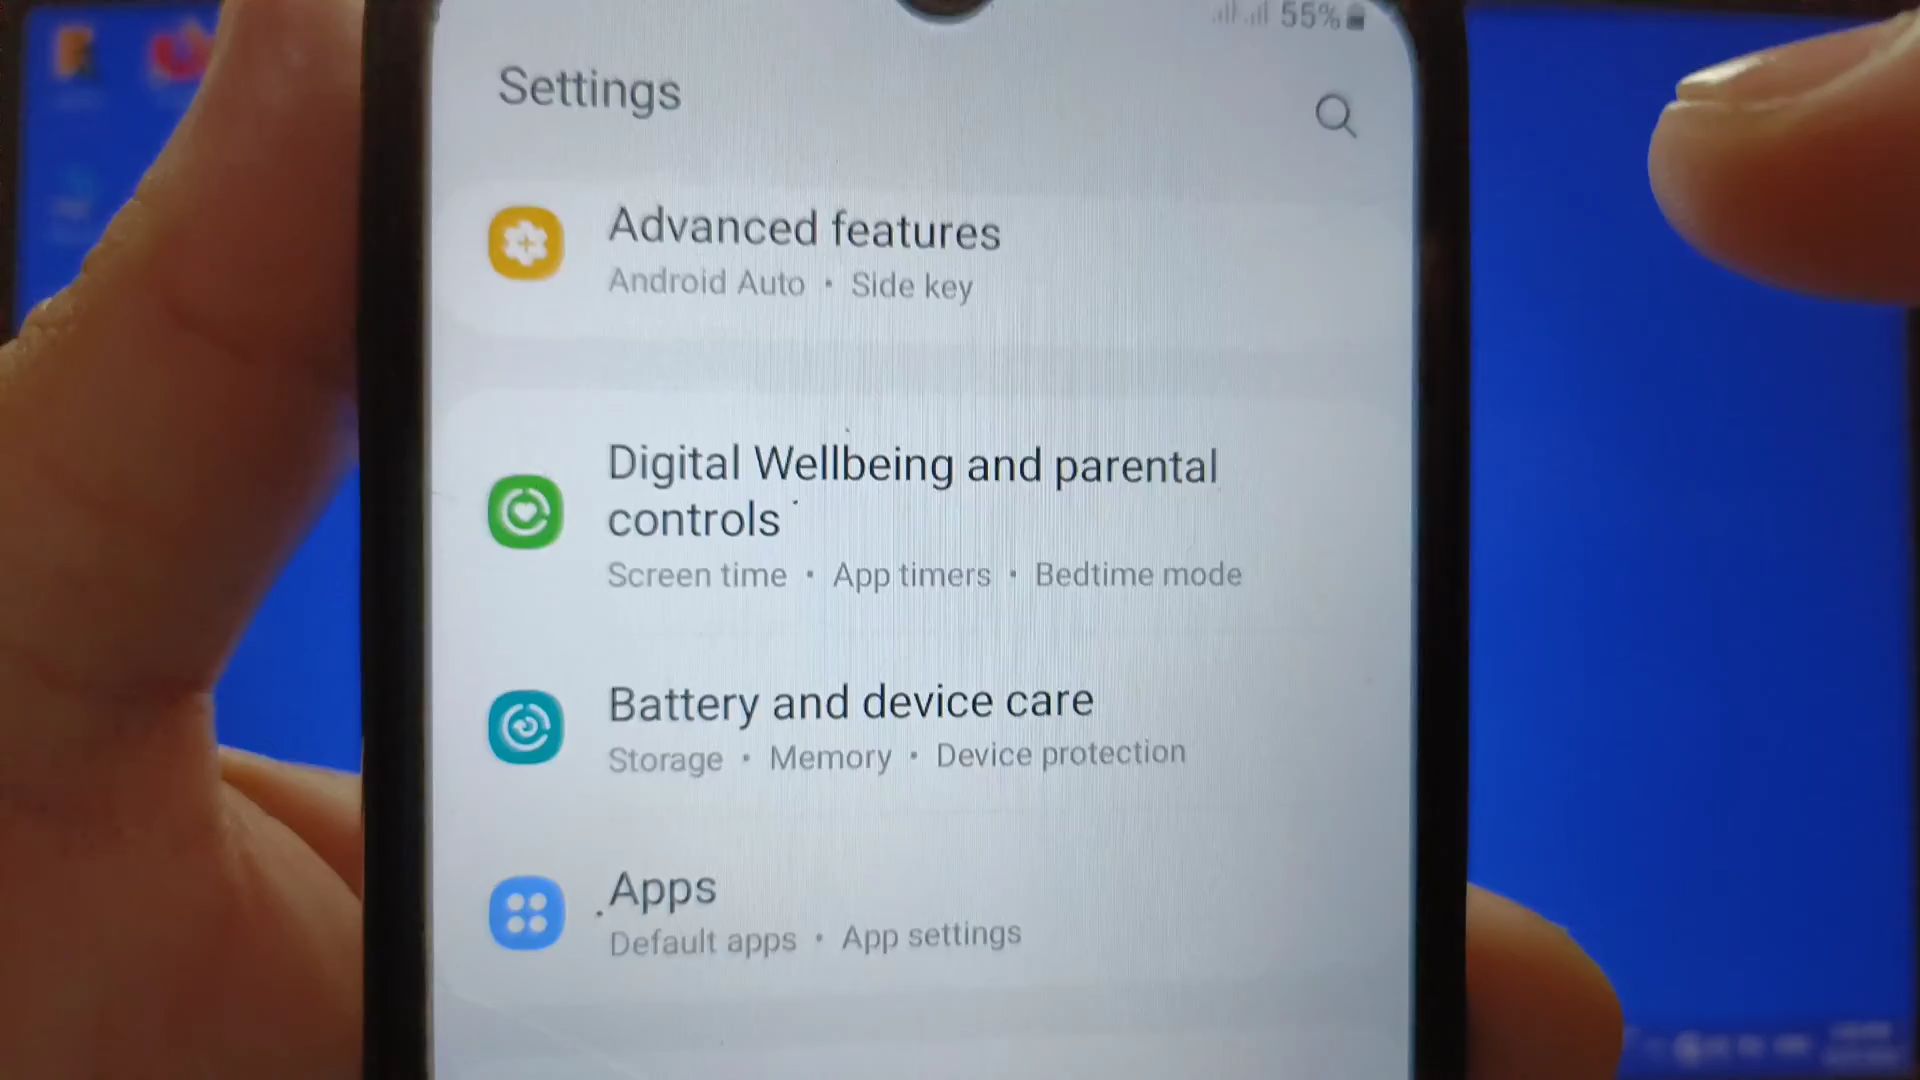 55%
Settings
Advanced features
Android Auto • Side key
Digital Wellbeing and parental
controls
Screen time • App timers • Bedtime mode
Battery and device care
Storage • Memory • Device protection
Apps
Default apps • App settings